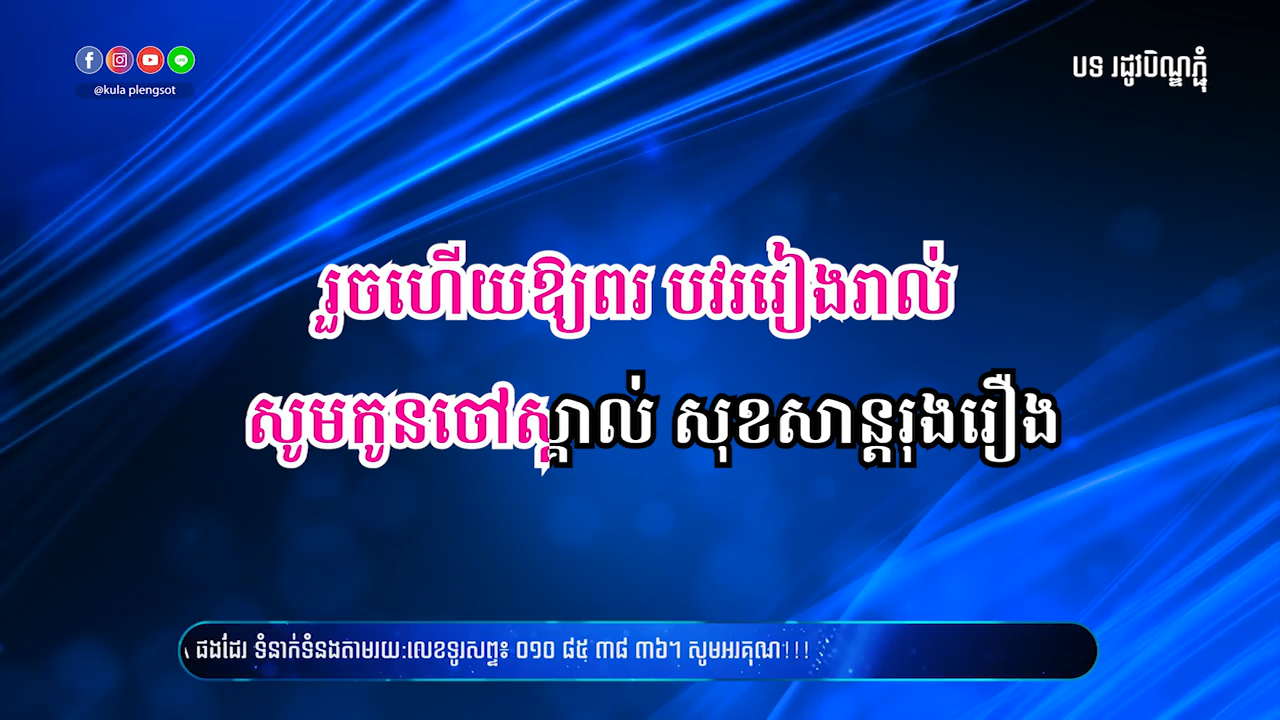 @kula plengsot
បទ រដូវបិណ្ឌភ្ជុំ
រួចហើយឱ្យពរ បវររៀងរាល់
សូមកូនចៅស្គាល់ សុខសាន្តរុងរឿង
ផងដែរ ទំនាក់ទំនងតាមរយៈលេខទូរសព្ទ៖ ០១០ ៨៥ ៣៨ ៣៦។ សូមអរគុណ!!!